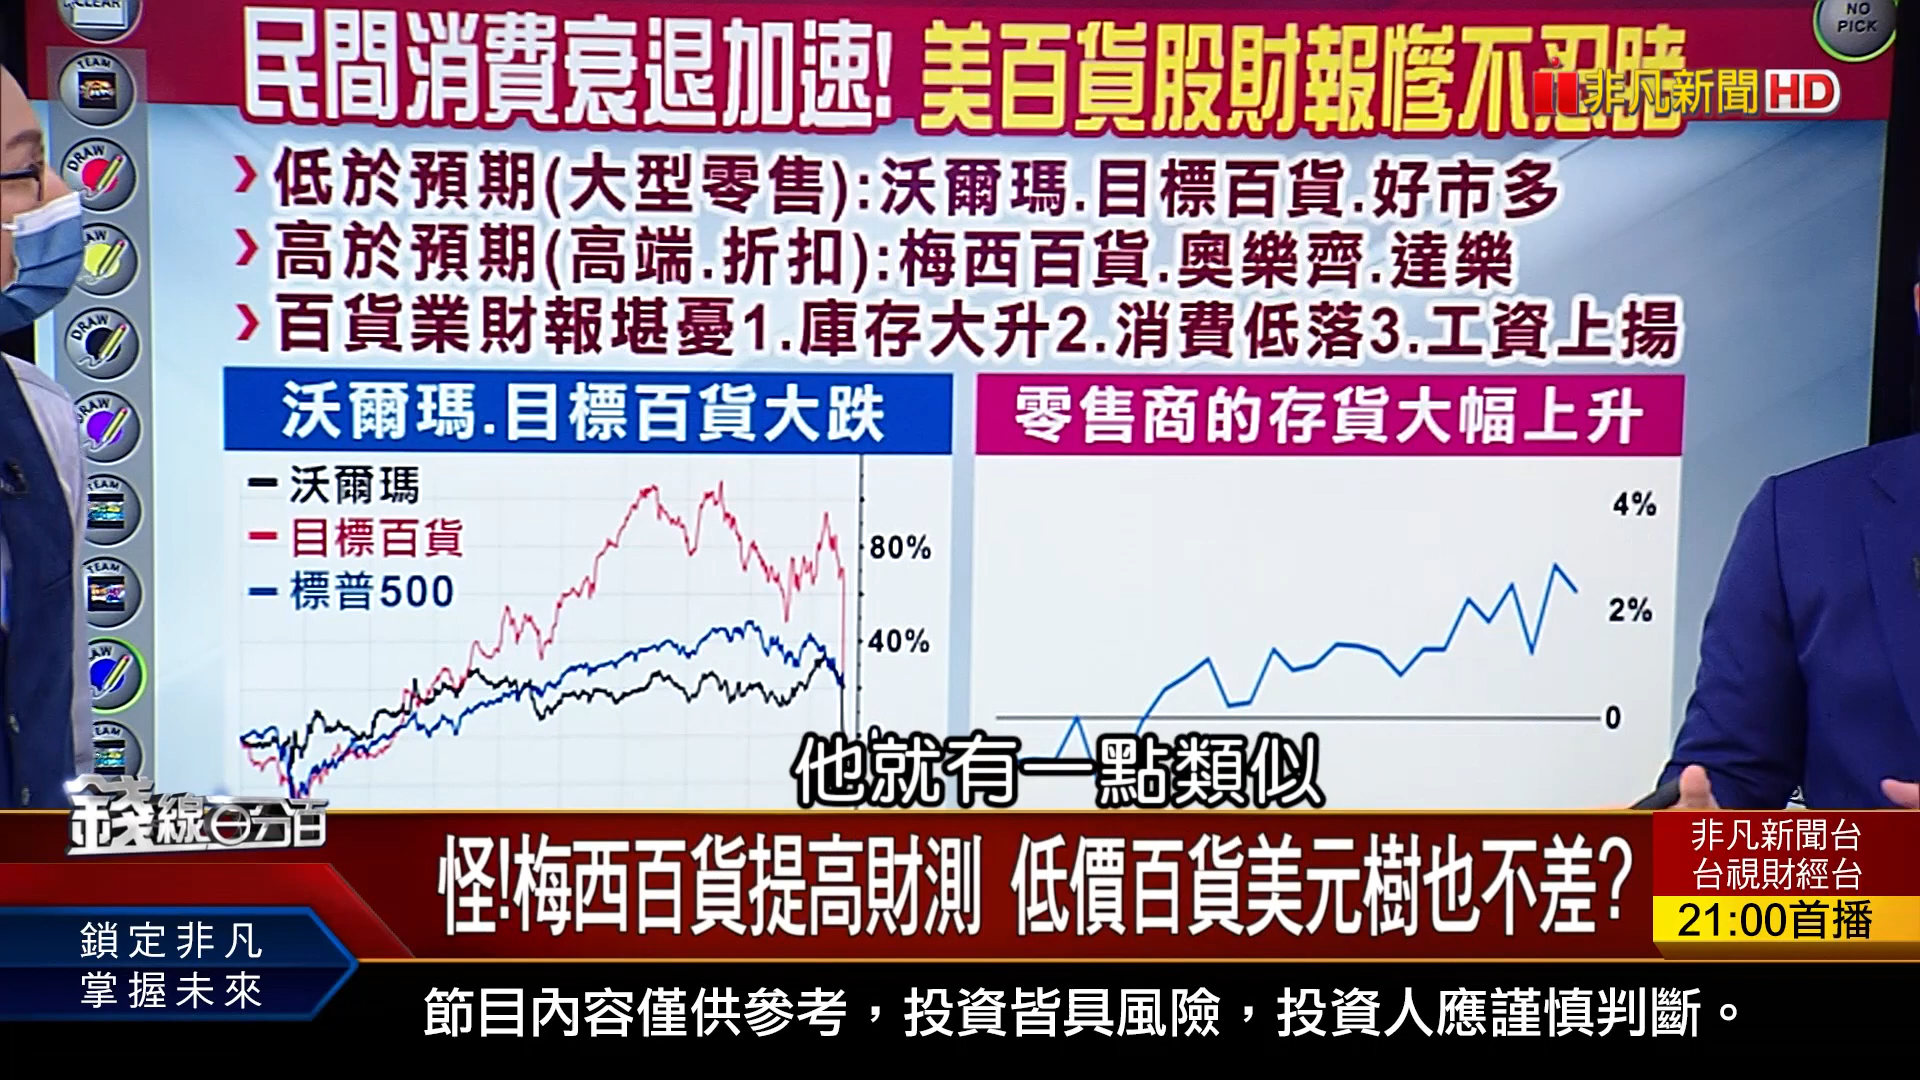 CLEAR
NO
PICK
民間消費衰退加速!美百貨股財報慘不忍睹
非凡新聞HD
TEAM
DRAW
低於預期(大型零售):沃爾瑪.目標百貨.好市多
高於預期(高端.折扣):梅西百貨.奧樂齊.達樂
百貨業財報堪憂1.庫存大升2.消費低落3.工資上揚
沃爾瑪.目標百貨大跌
零售商的存貨大幅上升
沃爾瑪
目標百貨
標普500
80%
40%
4%
2%
0
DRAW
TEAM
TEAM
TEAM
他就有一點類似
錢線百分百
怪!梅西百貨提高財測 低價百貨美元樹也不差?
非凡新聞台
台視財經台
21:00首播
鎖定非凡
掌握未來
節目內容僅供參考，投資皆具風險，投資人應謹慎判斷。